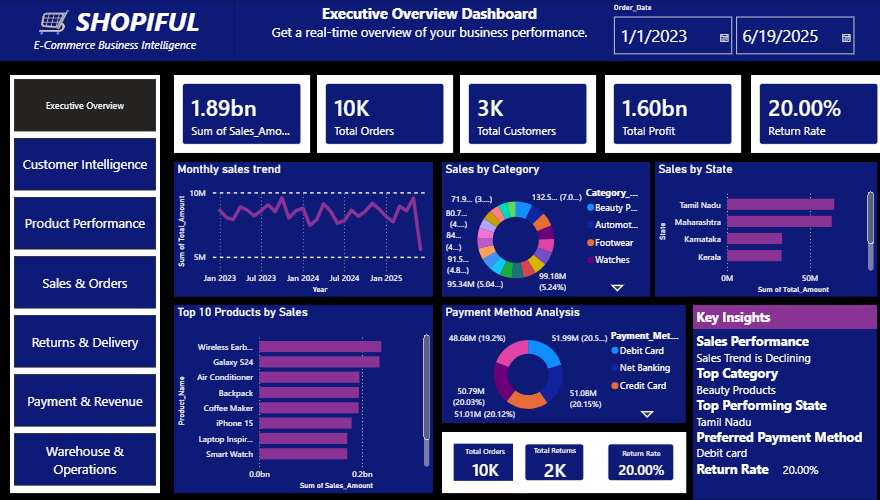 SHOPIFUL
E-Commerce Business Intelligence
Executive Overview Dashboard
Get a real-time overview of your business performance.
Order_Date
1/1/2023
6/19/2025
Executive Overview
Customer Intelligence
Product Performance
Sales & Orders
Returns & Delivery
Payment & Revenue
Warehouse &
Operations
1.89bn
Sum of Sales_Amo...
10K
Total Orders
3K
Total Customers
1.60bn
Total Profit
20.00%
Return Rate
Monthly sales trend
Sum of Total_Amount
10M
5M
Jan 2023 Jul 2023 Jan 2024 Jul 2024 Jan 2025
Year
Sales by Category
71.9... (3....)
132.5... (7.0...)
80.7...
(4....)
84...
(4...)
91.5...
(4.8...)
95.34M (5.04...)
99.18M
(5.24%)
Category_...
Beauty P...
Automot...
Footwear
Watches
Sales by State
State
Tamil Nadu
Maharashtra
Karnataka
Kerala
0M 50M
Sum of Total_Amount
Top 10 Products by Sales
Product_Name
Wireless Earb...
Galaxy S24
Air Conditioner
Backpack
Coffee Maker
iPhone 15
Laptop Inspir...
Smart Watch
0.0bn 0.2bn
Sum of Sales_Amount
Payment Method Analysis
48.68M (19.2%)
51.99M (20.5...)
50.79M
(20.03%)
51.08M
(20.15%)
51.01M (20.12%)
Payment_Met...
Debit Card
Net Banking
Credit Card
Total Orders
10K
Total Returns
2K
Return Rate
20.00%
Key Insights
Sales Performance
Sales Trend is Declining
Top Category
Beauty Products
Top Performing State
Tamil Nadu
Preferred Payment Method
Debit card
Return Rate 20.00%